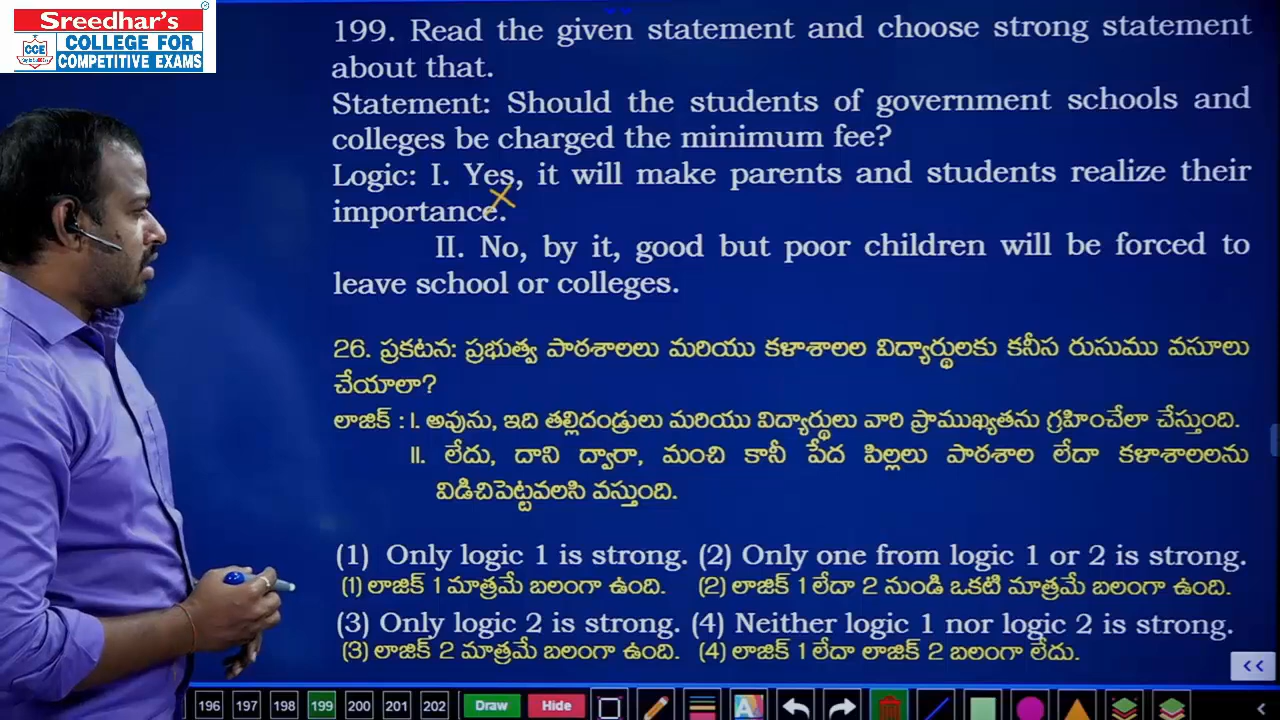 Sreedhar's
CCE
COLLEGE FOR
COMPETITIVE EXAMS
199. Read the given statement and choose strong statement
about that.
Statement: Should the students of government schools and
colleges be charged the minimum fee?
Logic: I. Yes, it will make parents and students realize their
importance.
II. No, by it, good but poor children will be forced to
leave school or colleges.
26. ప్రకటన: ప్రభుత్వ పాఠశాలలు మరియు కళాశాలల విద్యార్థులకు కనీస రుసుము వసూలు
చేయాలా?
లాజిక్ : I. అవును, ఇది తల్లిదండ్రులు మరియు విద్యార్థులు వారి ప్రాముఖ్యతను గ్రహించేలా చేస్తుంది.
II. లేదు, దాని ద్వారా, మంచి కానీ పేద పిల్లలు పాఠశాల లేదా కళాశాలలను
విడిచిపెట్టవలసి వస్తుంది.
(1) Only logic 1 is strong. (2) Only one from logic 1 or 2 is strong.
(1) లాజిక్ 1 మాత్రమే బలంగా ఉంది. (2) లాజిక్ 1 లేదా 2 నుండి ఒకటి మాత్రమే బలంగా ఉంది.
(3) Only logic 2 is strong. (4) Neither logic 1 nor logic 2 is strong.
(3) లాజిక్ 2 మాత్రమే బలంగా ఉంది. (4) లాజిక్ 1 లేదా లాజిక్ 2 బలంగా లేదు.
<<
196 197 198 199 200 201 202 Draw Hide